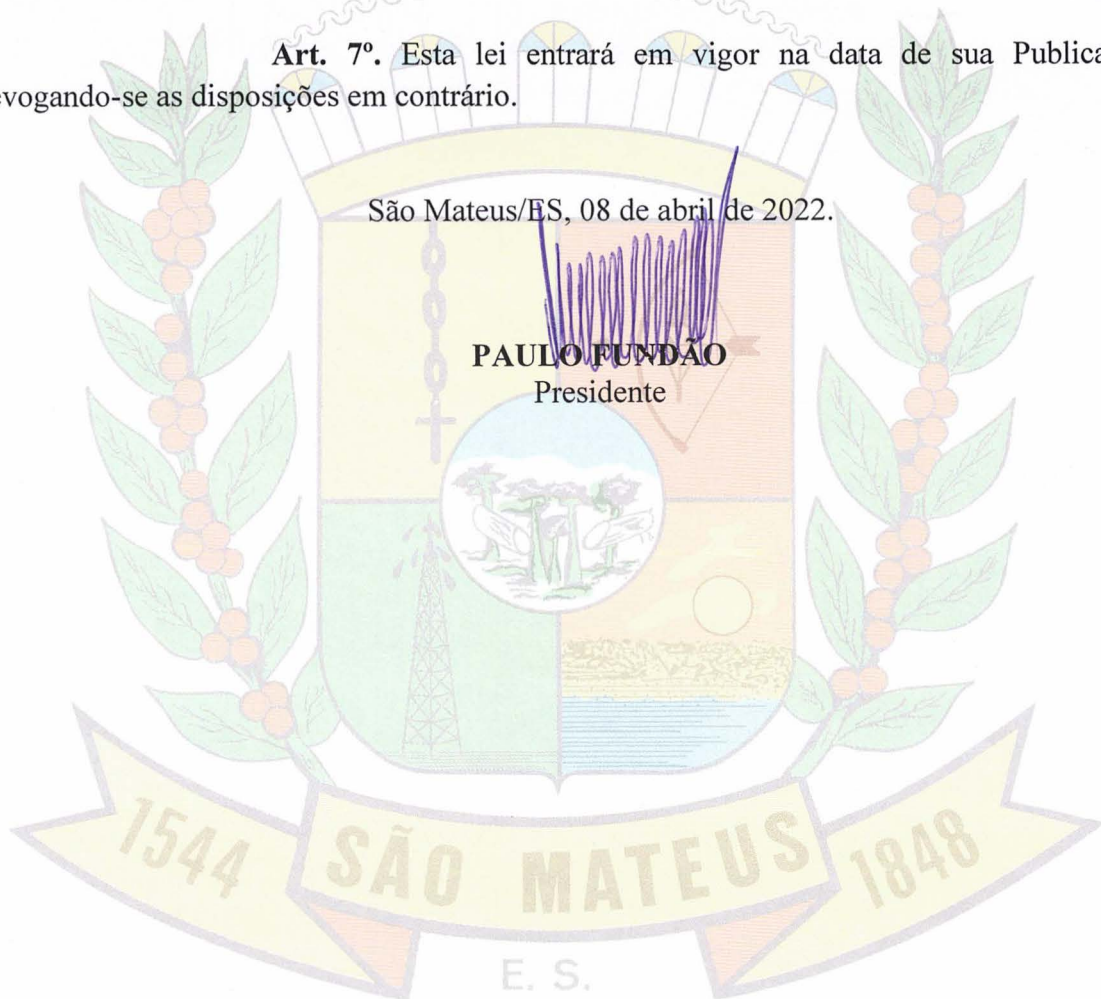 Art. 7º. Esta lei entrará em vigor na data de sua Publica
evogando-se as disposições em contrário.
São Mateus/ES, 08 de abril de 2022.
PAULO FUNDÃO
Presidente
1544 SÃO MATEUS 1848
E. S.